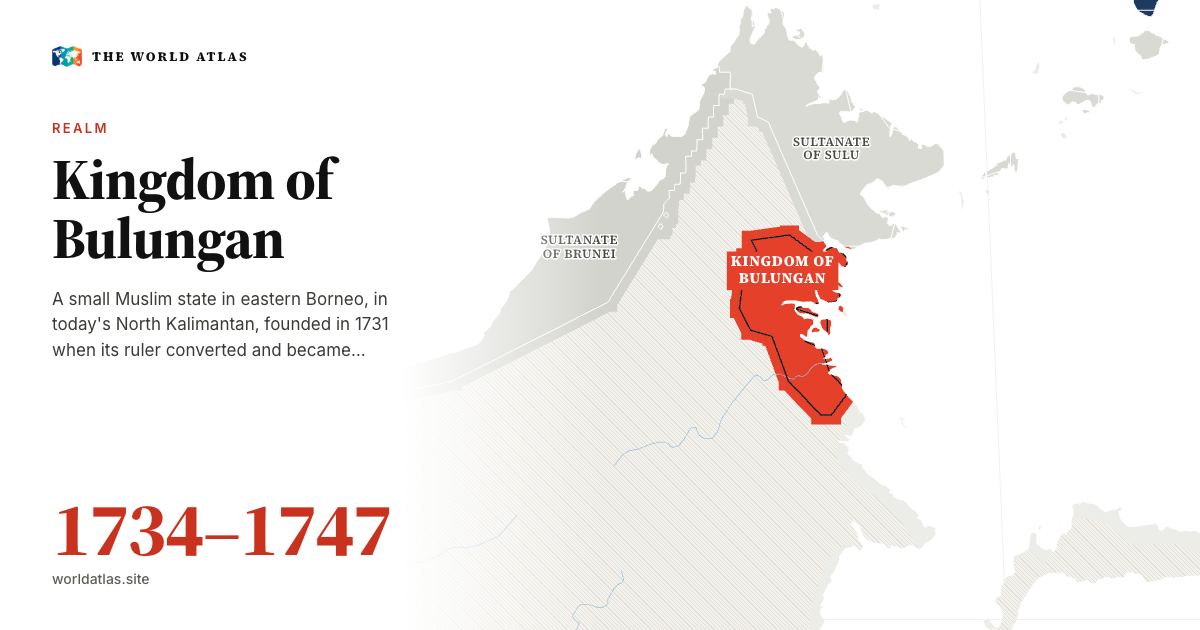 THE WORLD ATLAS
REALM
Kingdom of
Bulungan
A small Muslim state in eastern Borneo, in
today's North Kalimantan, founded in 1731
when its ruler converted and became...
1734–1747
worldatlas.site
SULTANATE
OF SULU
SULTANATE
OF BRUNEI
KINGDOM OF
BULUNGAN